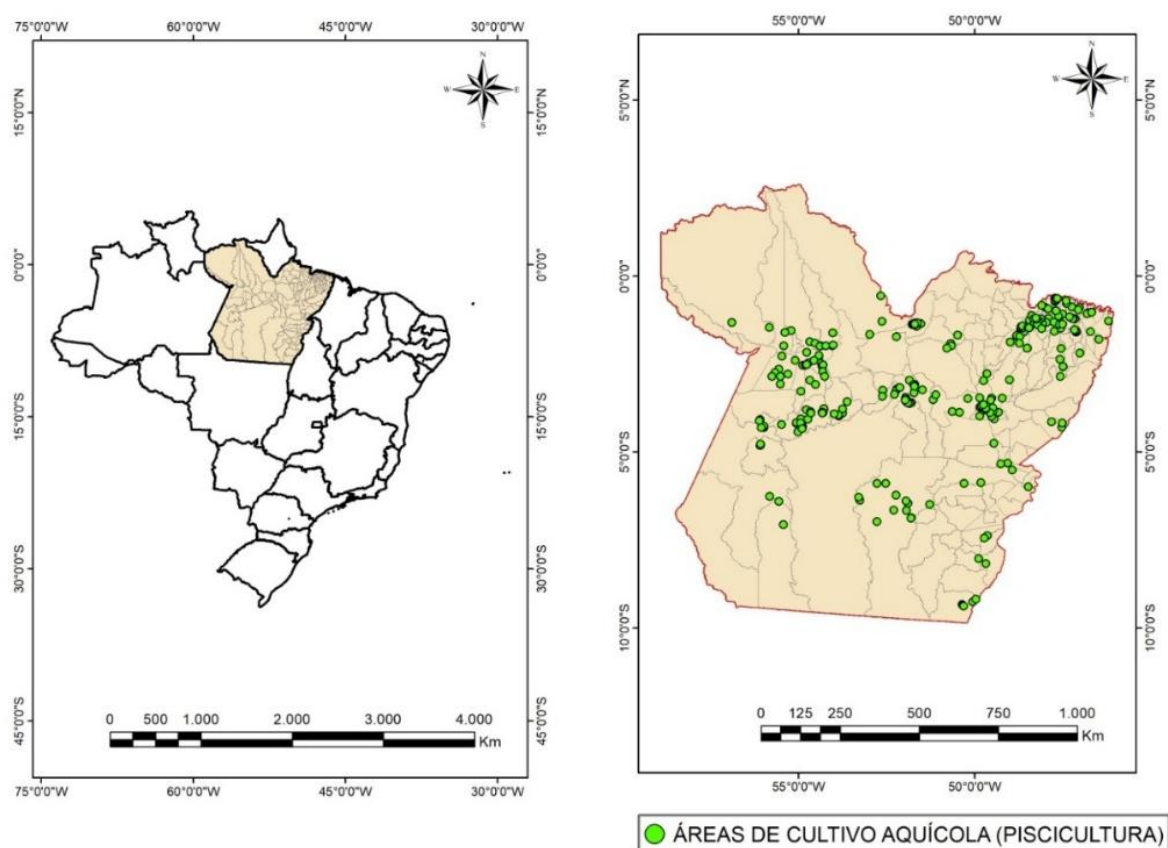 75°0'0"W 60°0'0"W 45°0'0"W 30°0'0"W
15°0'0"N
0°0'0"
15°0'0"S
30°0'0"S
45°0'0"S
N
W E
S
15°0'0"N
0°0'0"
15°0'0"S
30°0'0"S
45°0'0"S
0 500 1.000 2.000 3.000 4.000
Km
75°0'0"W 60°0'0"W 45°0'0"W 30°0'0"W
55°0'0"W 50°0'0"W
5°0'0"N
0°0'0"
5°0'0"S
10°0'0"S
N
W E
S
5°0'0"N
0°0'0"
5°0'0"S
10°0'0"S
0 125 250 500 750 1.000
Km
55°0'0"W 50°0'0"W
ÁREAS DE CULTIVO AQUÍCOLA (PISCICULTURA)